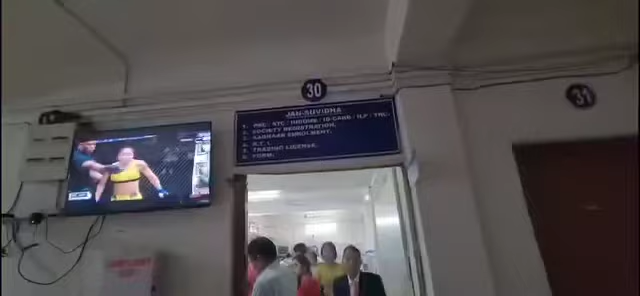 30
31
JAN-SUVIDHA
1. PRC / STC / INCOME / ID-CARD / ILP / TRC.
2. SOCIETY REGISTRATION.
3. AADHAAR ENROLMENT.
4. R.T.I.
5. TRADING LICENSE.
6. FORM.